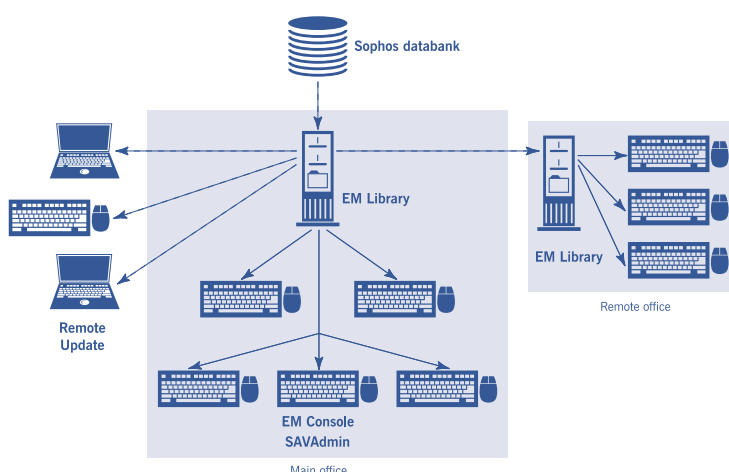 Sophos databank
EM Library
EM Library
Remote office
Remote
Update
EM Console
SAVAdmin
Main office